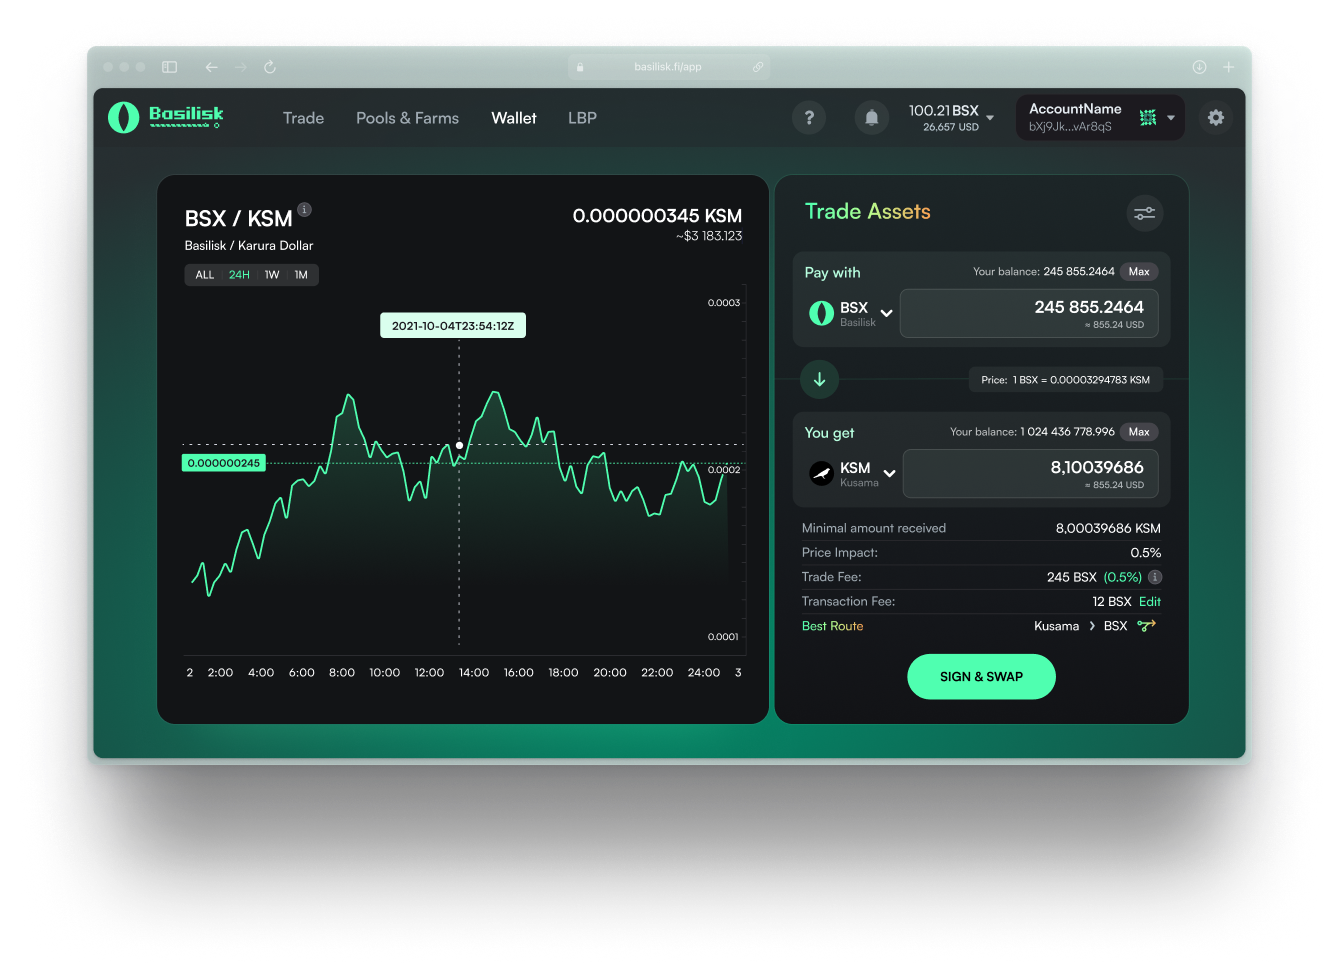 basilisk.fi/app
Basilisk
Trade
Pools & Farms
Wallet
LBP
?
100.21 BSX
26,657 USD
AccountName
bXj9Jk...vAr8qS
BSX / KSM i
Basilisk / Karura Dollar
0.000000345 KSM
~$3 183.123
ALL 24H 1W 1M
0.0003
2021-10-04T23:54:12Z
0.000000245
0.0002
0.0001
2 2:00 4:00 6:00 8:00 10:00 12:00 14:00 16:00 18:00 20:00 22:00 24:00 3
Trade Assets
Pay with
Your balance: 245 855.2464 Max
BSX
Basilisk
245 855.2464
≈ 855.24 USD
Price: 1 BSX = 0.00003294783 KSM
You get
Your balance: 1 024 436 778.996 Max
KSM
Kusama
8,10039686
≈ 855.24 USD
Minimal amount received 8,00039686 KSM
Price Impact: 0.5%
Trade Fee: 245 BSX (0.5%) i
Transaction Fee: 12 BSX Edit
Best Route Kusama > BSX
SIGN & SWAP